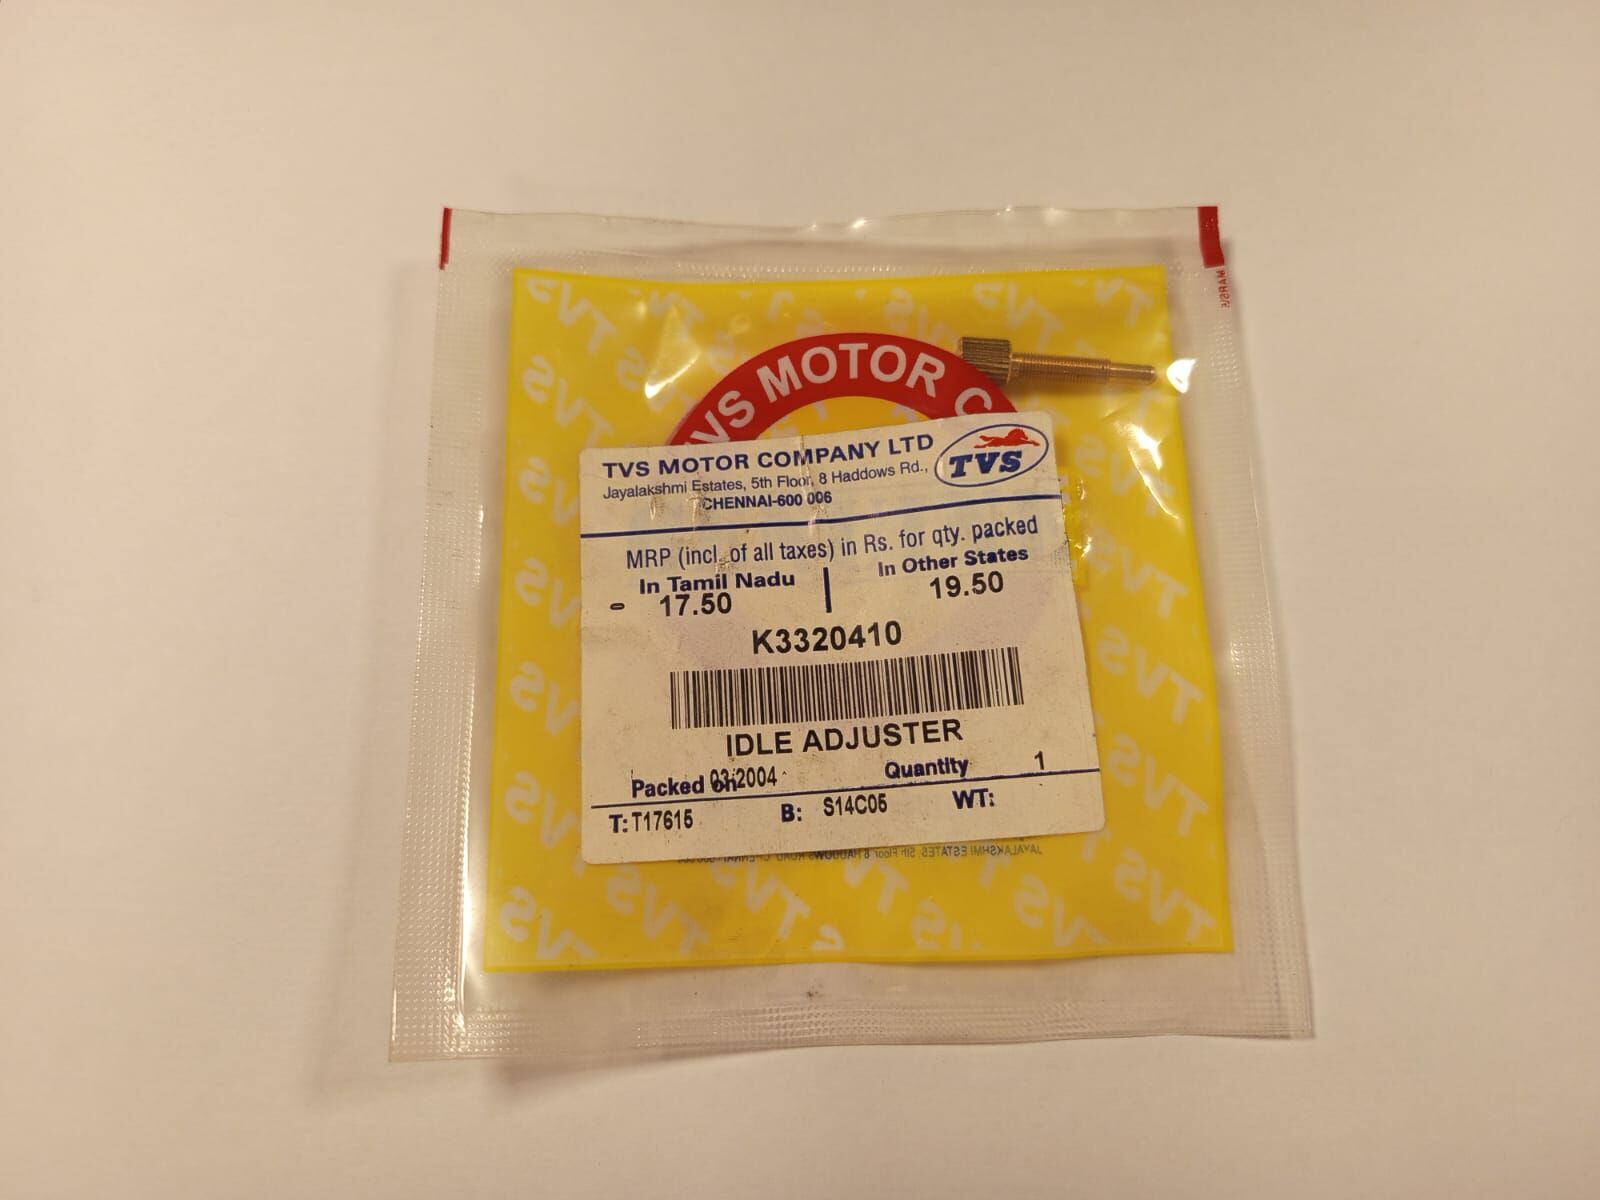 TVS MOTOR C
TVS MOTOR COMPANY LTD
TVS
Jayalakshmi Estates, 5th Floor, 8 Haddows Rd.,
CHENNAI-600 006
MRP (incl. of all taxes) in Rs. for qty. packed
In Tamil Nadu In Other States
- 17.50 19.50
K3320410
IDLE ADJUSTER
Packed on 03-2004 Quantity 1
T: T17615 B: S14C05 WT: